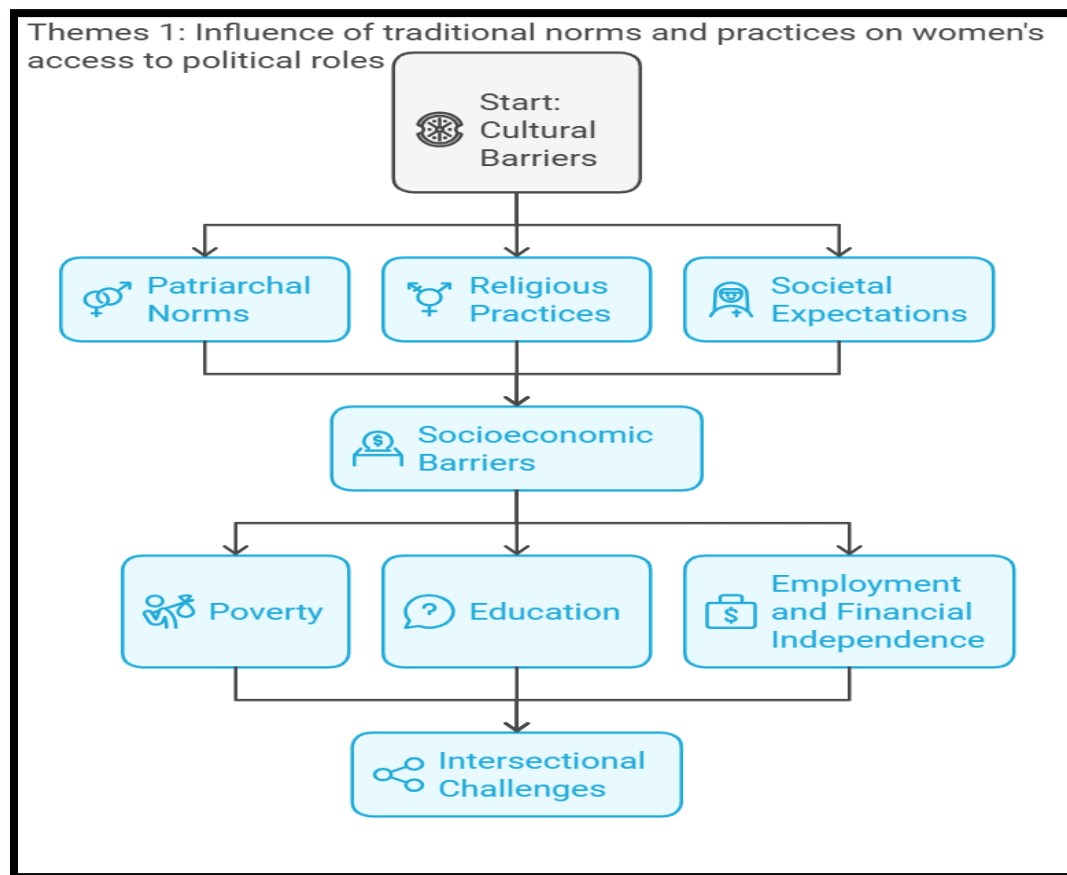 Themes 1: Influence of traditional norms and practices on women's
access to political roles
Start:
Cultural
Barriers
Patriarchal
Norms
Religious
Practices
Societal
Expectations
$
Socioeconomic
Barriers
Poverty
?
Education
$
Employment
and Financial
Independence
Intersectional
Challenges